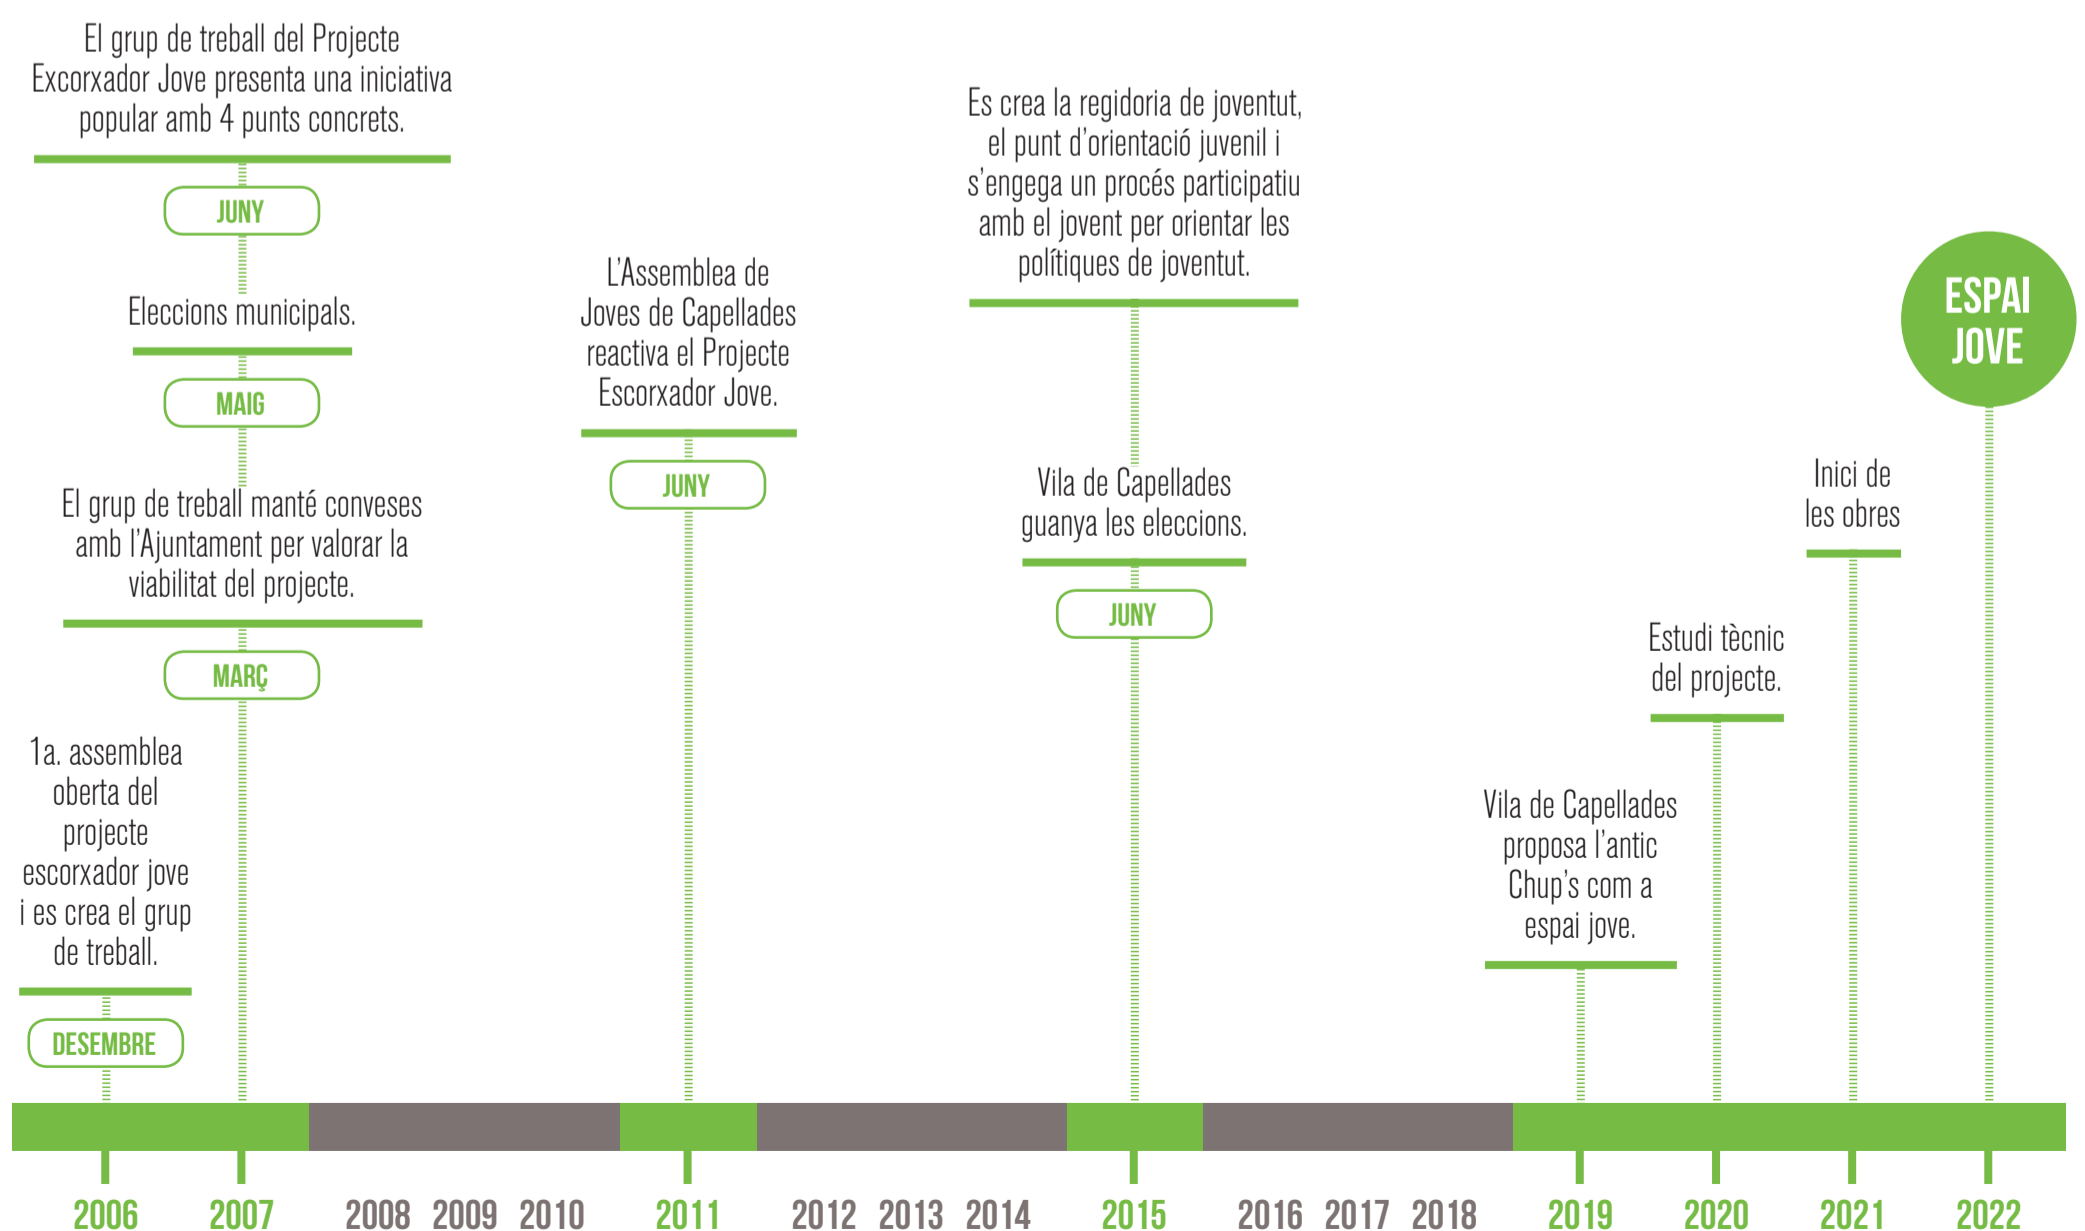 El grup de treball del Projecte
Excorxador Jove presenta una iniciativa
popular amb 4 punts concrets.
JUNY
Eleccions municipals.
MAIG
El grup de treball manté conveses
amb l'Ajuntament per valorar la
viabilitat del projecte.
MARÇ
1a. assemblea
oberta del
projecte
escorxador jove
i es crea el grup
de treball.
DESEMBRE
L'Assemblea de
Joves de Capellades
reactiva el Projecte
Escorxador Jove.
JUNY
Es crea la regidoria de joventut,
el punt d'orientació juvenil i
s'engega un procés participatiu
amb el jovent per orientar les
polítiques de joventut.
Vila de Capellades
guanya les eleccions.
JUNY
Vila de Capellades
proposa l'antic
Chup's com a
espai jove.
Estudi tècnic
del projecte.
Inici de
les obres
ESPAI
JOVE
2006 2007 2008 2009 2010 2011 2012 2013 2014 2015 2016 2017 2018 2019 2020 2021 2022